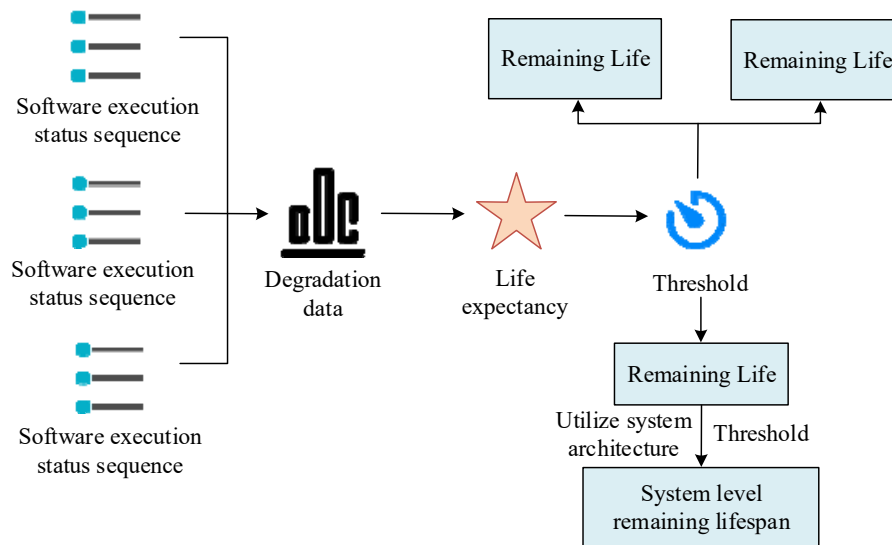 Software execution
status sequence
Software execution
status sequence
Software execution
status sequence
Degradation
data
Life
expectancy
Remaining Life
Remaining Life
Threshold
Remaining Life
Utilize system
architecture
Threshold
System level
remaining lifespan